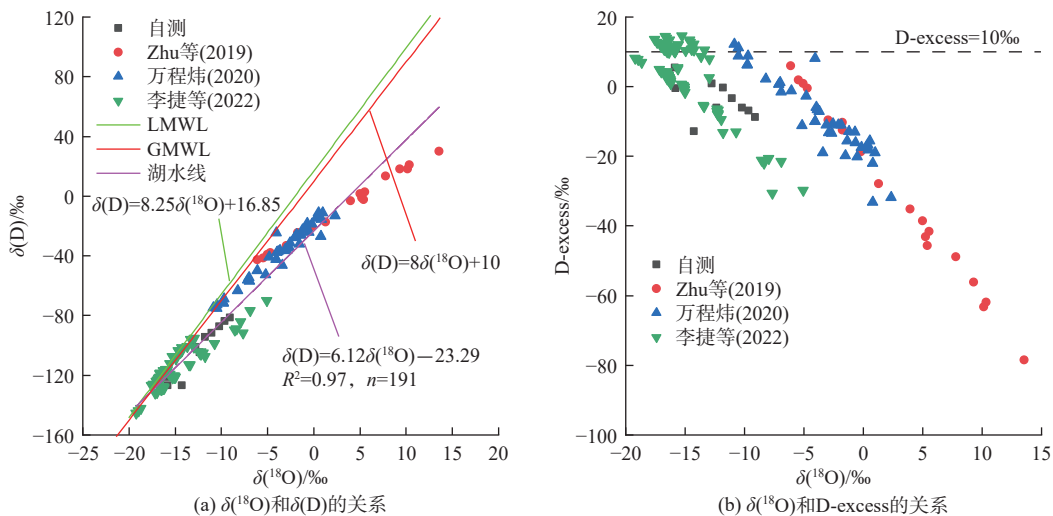 120
80
40
0
−40
−80
−120
−160
δ(D)/‰
自测
Zhu等(2019)
万程炜(2020)
李捷等(2022)
LMWL
GMWL
湖水线
δ(D)=8.25δ(¹⁸O)+16.85
δ(D)=8δ(¹⁸O)+10
δ(D)=6.12δ(¹⁸O)−23.29
R²=0.97，n=191
−25 −20 −15 −10 −5 0 5 10 15 20
δ(¹⁸O)/‰
(a) δ(¹⁸O)和δ(D)的关系
20
0
−20
−40
−60
−80
−100
D-excess/‰
D-excess=10‰
自测
Zhu等(2019)
万程炜(2020)
李捷等(2022)
−20 −15 −10 −5 0 5 10 15
δ(¹⁸O)/‰
(b) δ(¹⁸O)和D-excess的关系